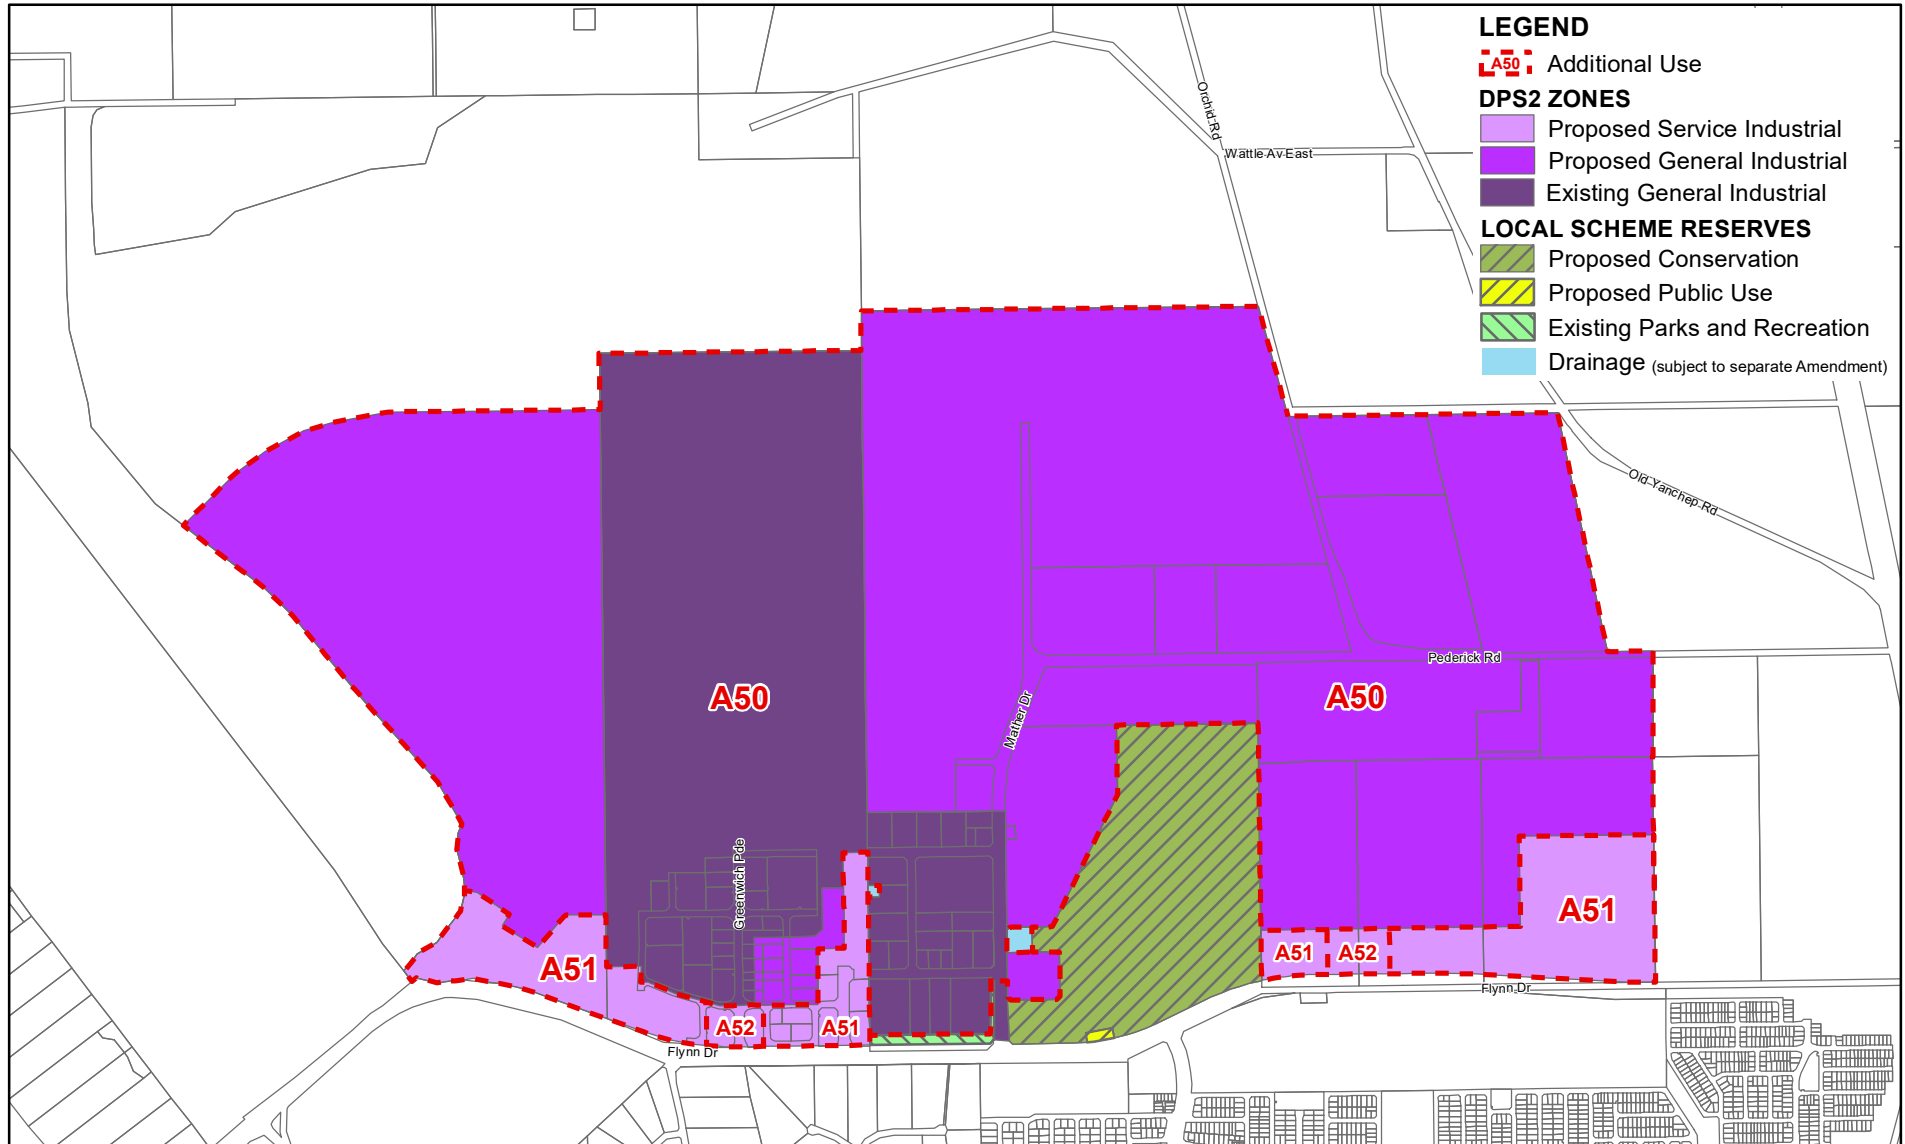 LEGEND
A50 Additional Use
DPS2 ZONES
Proposed Service Industrial
Proposed General Industrial
Existing General Industrial
LOCAL SCHEME RESERVES
Proposed Conservation
Proposed Public Use
Existing Parks and Recreation
Drainage (subject to separate Amendment)
Orchid Rd
Wattle Av East
Old Yanchep Rd
Pederick Rd
A50
A50
Mather Dr
Greenwich Pde
A51
A51
A51
A52
A52
A51
Flynn Dr
Flynn Dr